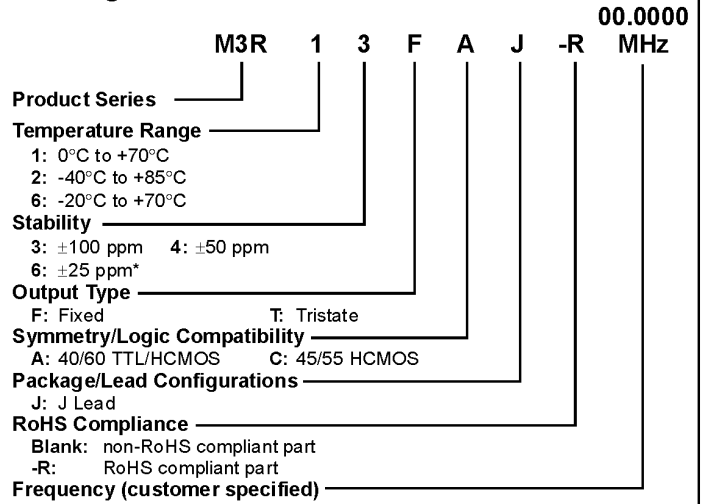 00.0000
M3R 1 3 F A J -R MHz
Product Series
Temperature Range
1: 0°C to +70°C
2: -40°C to +85°C
6: -20°C to +70°C
Stability
3: ±100 ppm 4: ±50 ppm
6: ±25 ppm*
Output Type
F: Fixed T: Tristate
Symmetry/Logic Compatibility
A: 40/60 TTL/HCMOS C: 45/55 HCMOS
Package/Lead Configurations
J: J Lead
RoHS Compliance
Blank: non-RoHS compliant part
-R: RoHS compliant part
Frequency (customer specified)